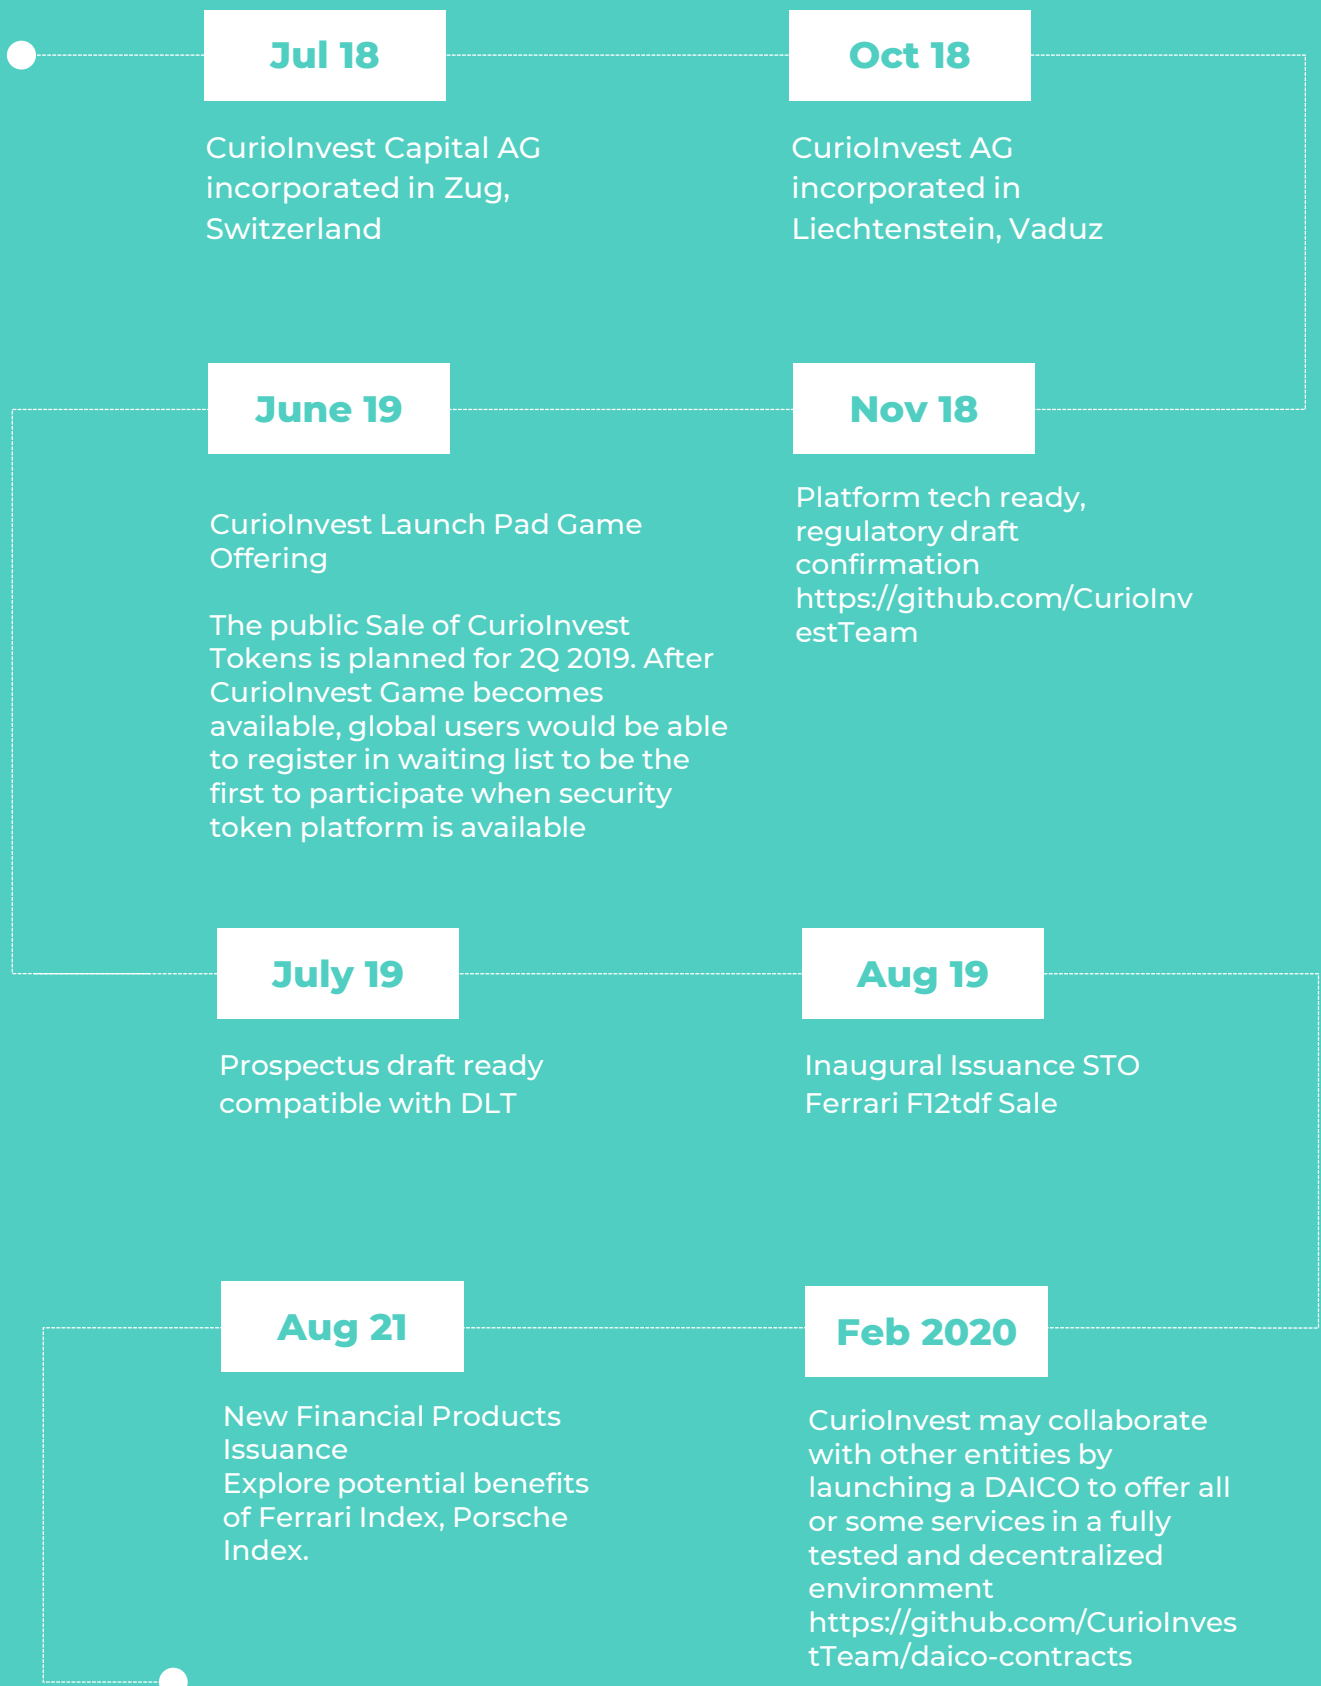 Jul 18
CurioInvest Capital AG
incorporated in Zug,
Switzerland
Oct 18
CurioInvest AG
incorporated in
Liechtenstein, Vaduz
Nov 18
Platform tech ready,
regulatory draft
confirmation
https://github.com/CurioInv
estTeam
June 19
CurioInvest Launch Pad Game
Offering
The public Sale of CurioInvest
Tokens is planned for 2Q 2019. After
CurioInvest Game becomes
available, global users would be able
to register in waiting list to be the
first to participate when security
token platform is available
July 19
Prospectus draft ready
compatible with DLT
Aug 19
Inaugural Issuance STO
Ferrari F12tdf Sale
Feb 2020
CurioInvest may collaborate
with other entities by
launching a DAICO to offer all
or some services in a fully
tested and decentralized
environment
https://github.com/CurioInves
tTeam/daico-contracts
Aug 21
New Financial Products
Issuance
Explore potential benefits
of Ferrari Index, Porsche
Index.